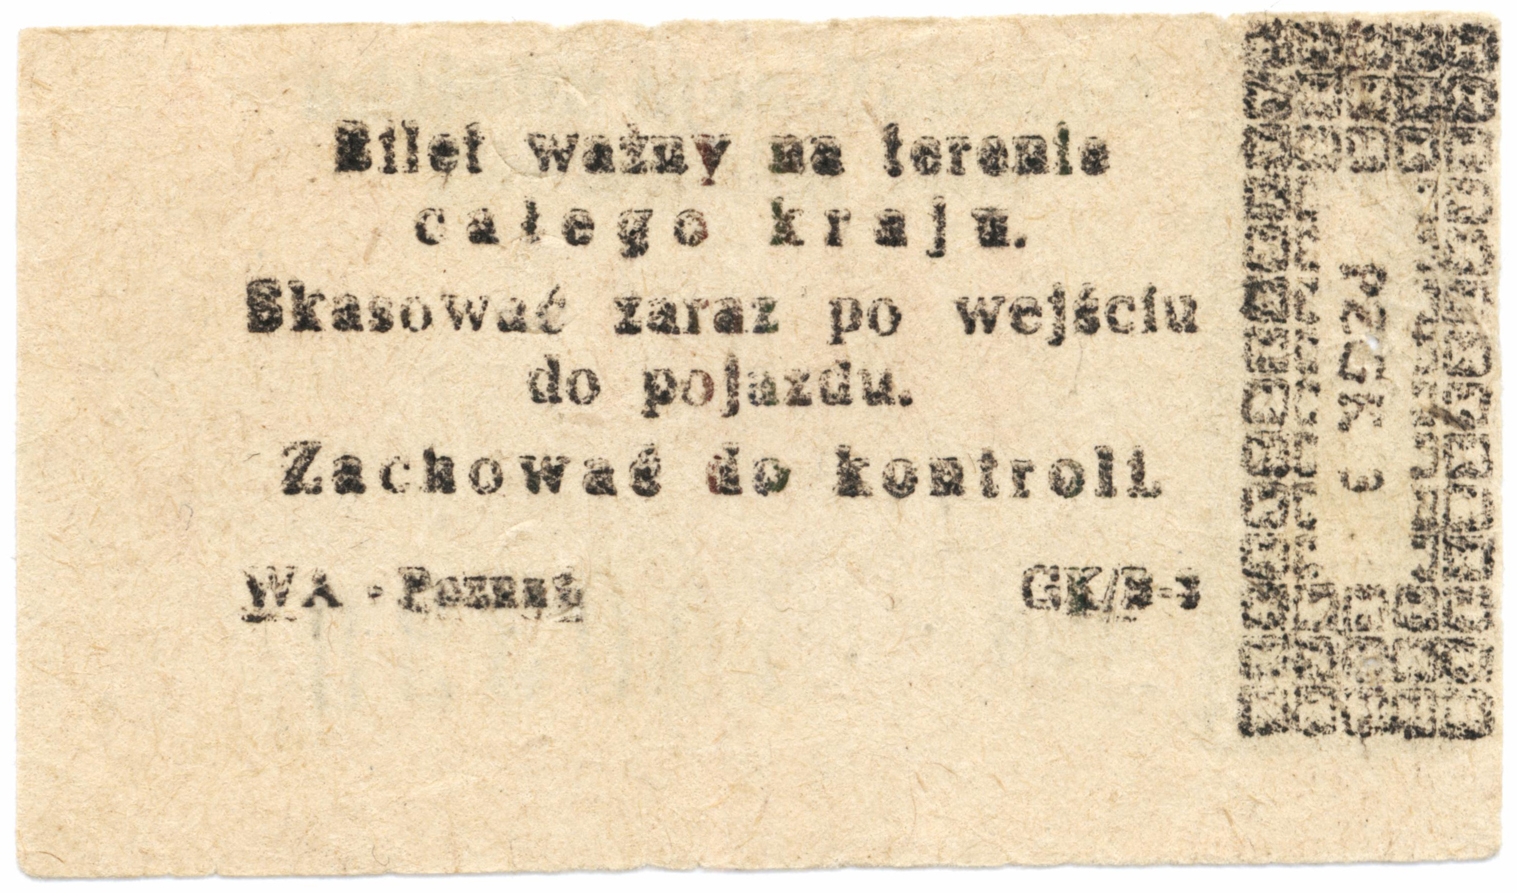 Bilet ważny na terenie
całego kraju.
Skasować zaraz po wejściu
do pojazdu.
Zachować do kontroli.
WA - Poznań GK/B-3